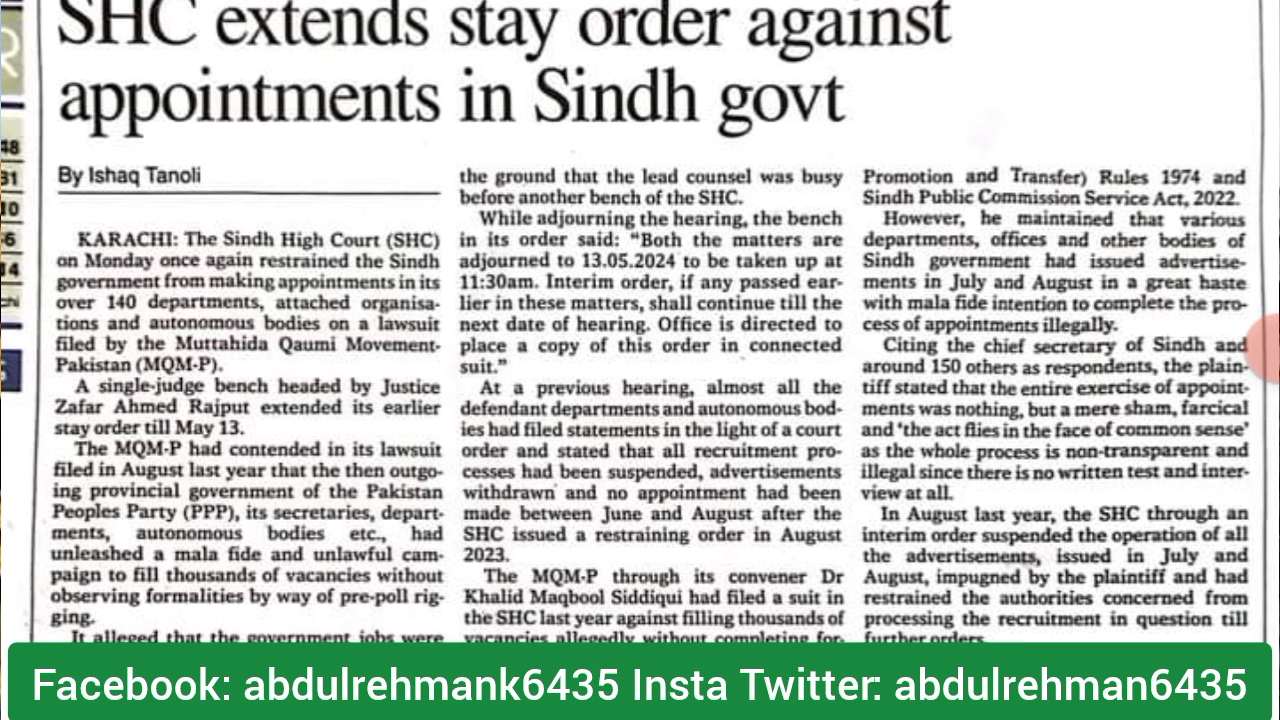 SHC extends stay order against
appointments in Sindh govt
By Ishaq Tanoli
KARACHI: The Sindh High Court (SHC)
on Monday once again restrained the Sindh
government from making appointments in its
over 140 departments, attached organisa-
tions and autonomous bodies on a lawsuit
filed by the Muttahida Qaumi Movement-
Pakistan (MQM-P).
A single-judge bench headed by Justice
Zafar Ahmed Rajput extended its earlier
stay order till May 13.
The MQM-P had contended in its lawsuit
filed in August last year that the then outgo-
ing provincial government of the Pakistan
Peoples Party (PPP), its secretaries, depart-
ments, autonomous bodies etc., had
unleashed a mala fide and unlawful cam-
paign to fill thousands of vacancies without
observing formalities by way of pre-poll rig-
ging.
It alleged that the government jobs were
the ground that the lead counsel was busy
before another bench of the SHC.
While adjourning the hearing, the bench
in its order said: “Both the matters are
adjourned to 13.05.2024 to be taken up at
11:30am. Interim order, if any passed ear-
lier in these matters, shall continue till the
next date of hearing. Office is directed to
place a copy of this order in connected
suit.”
At a previous hearing, almost all the
defendant departments and autonomous bod-
ies had filed statements in the light of a court
order and stated that all recruitment pro-
cesses had been suspended, advertisements
withdrawn and no appointment had been
made between June and August after the
SHC issued a restraining order in August
2023.
The MQM-P through its convener Dr
Khalid Maqbool Siddiqui had filed a suit in
the SHC last year against filling thousands of
vacancies allegedly without completing for-
Promotion and Transfer) Rules 1974 and
Sindh Public Commission Service Act, 2022.
However, he maintained that various
departments, offices and other bodies of
Sindh government had issued advertise-
ments in July and August in a great haste
with mala fide intention to complete the pro-
cess of appointments illegally.
Citing the chief secretary of Sindh and
around 150 others as respondents, the plain-
tiff stated that the entire exercise of appoint-
ments was nothing, but a mere sham, farcical
and ‘the act flies in the face of common sense’
as the whole process is non-transparent and
illegal since there is no written test and inter-
view at all.
In August last year, the SHC through an
interim order suspended the operation of all
the advertisements, issued in July and
August, impugned by the plaintiff and had
restrained the authorities concerned from
processing the recruitment in question till
further orders.
Facebook: abdulrehmank6435 Insta Twitter: abdulrehman6435